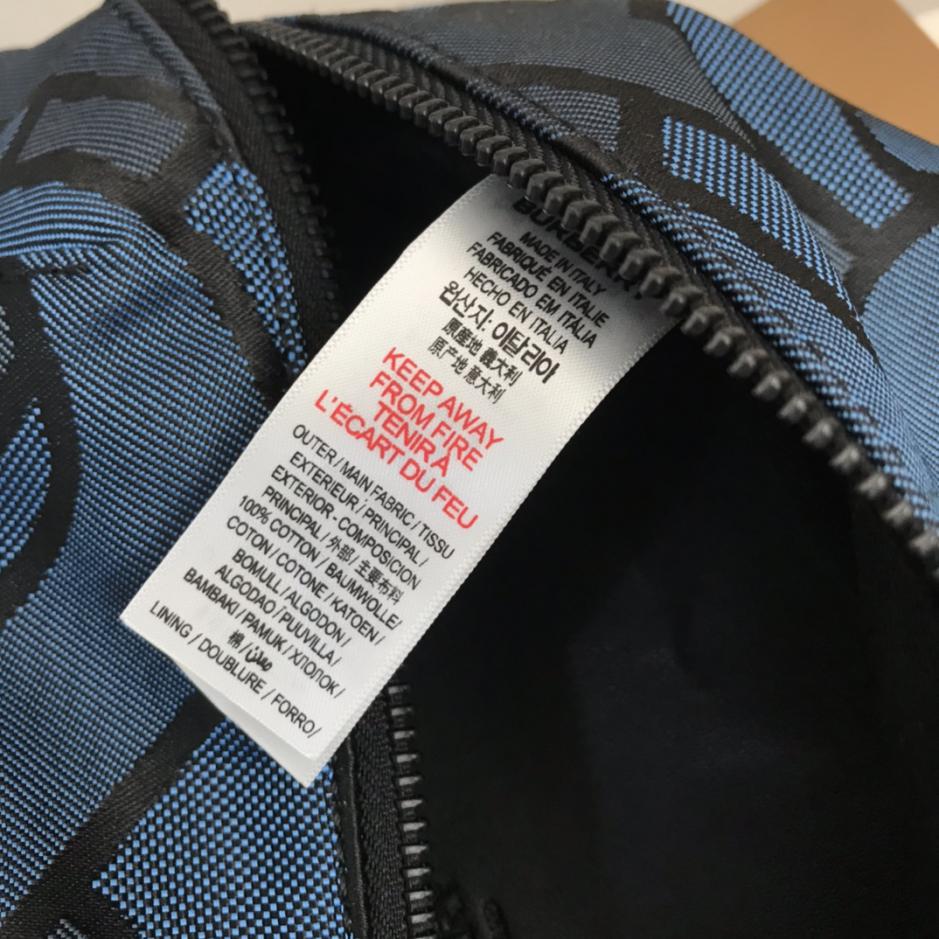 BURBERRY
MADE IN ITALY
FABRIQUÉ EN ITALIE
FABRICADO EM ITÁLIA
HECHO EN ITALIA
원산지: 이탈리아
原產地 義大利
原产地 意大利
KEEP AWAY
FROM FIRE
TENIR À
L'ÉCART DU FEU
OUTER / MAIN FABRIC / TISSU
EXTERIEUR / PRINCIPAL /
EXTERIOR - COMPOSICION
PRINCIPAL / 外部 / 主要布料
100% COTTON / BAUMWOLLE/
COTON / COTONE / KATOEN /
BOMULL / ALGODON /
ALGODAO / PUUVILLA /
BAMBAKI / PAMUK / ХЛОПОК /
棉 / قطن
LINING / DOUBLURE / FORRO/